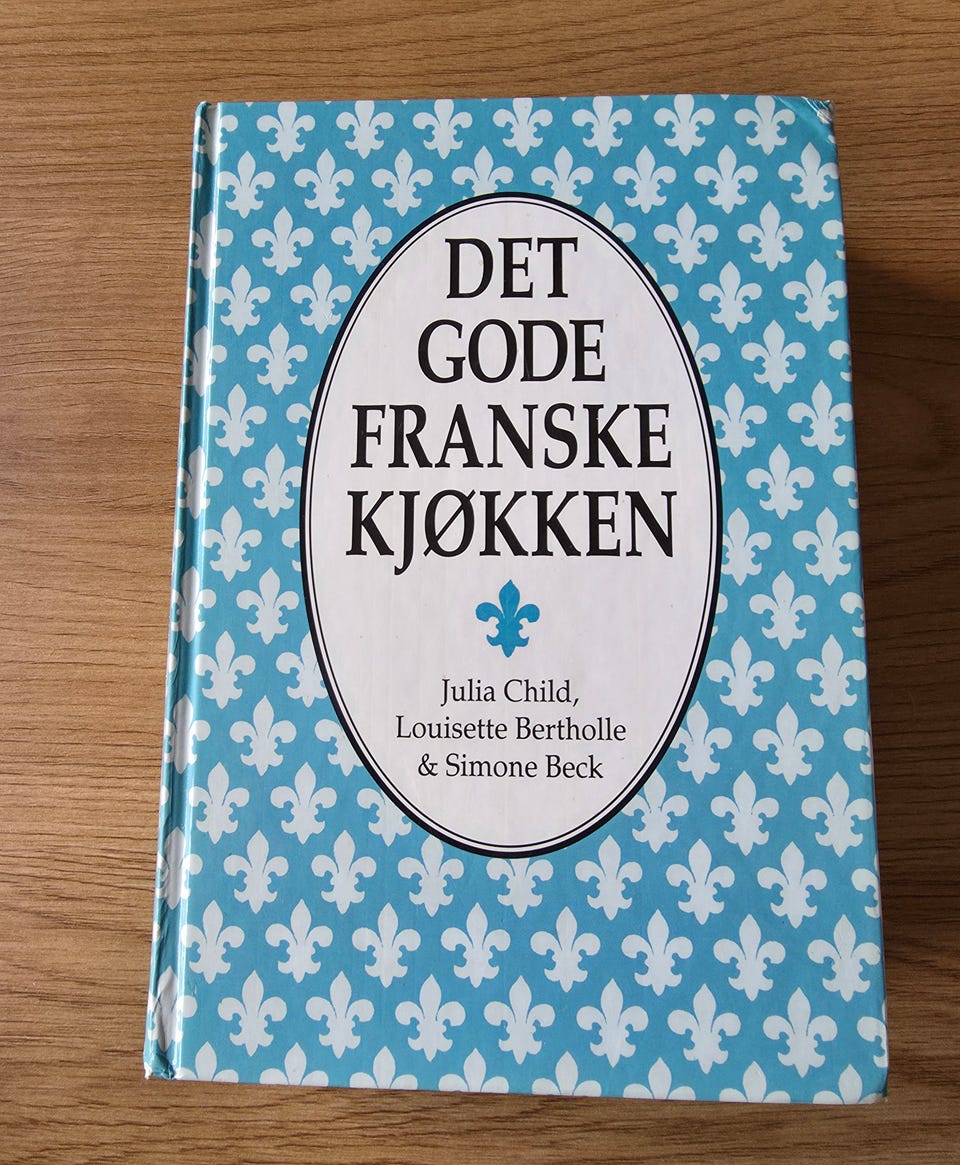 DET
GODE
FRANSKE
KJØKKEN
Julia Child,
Louisette Bertholle
& Simone Beck